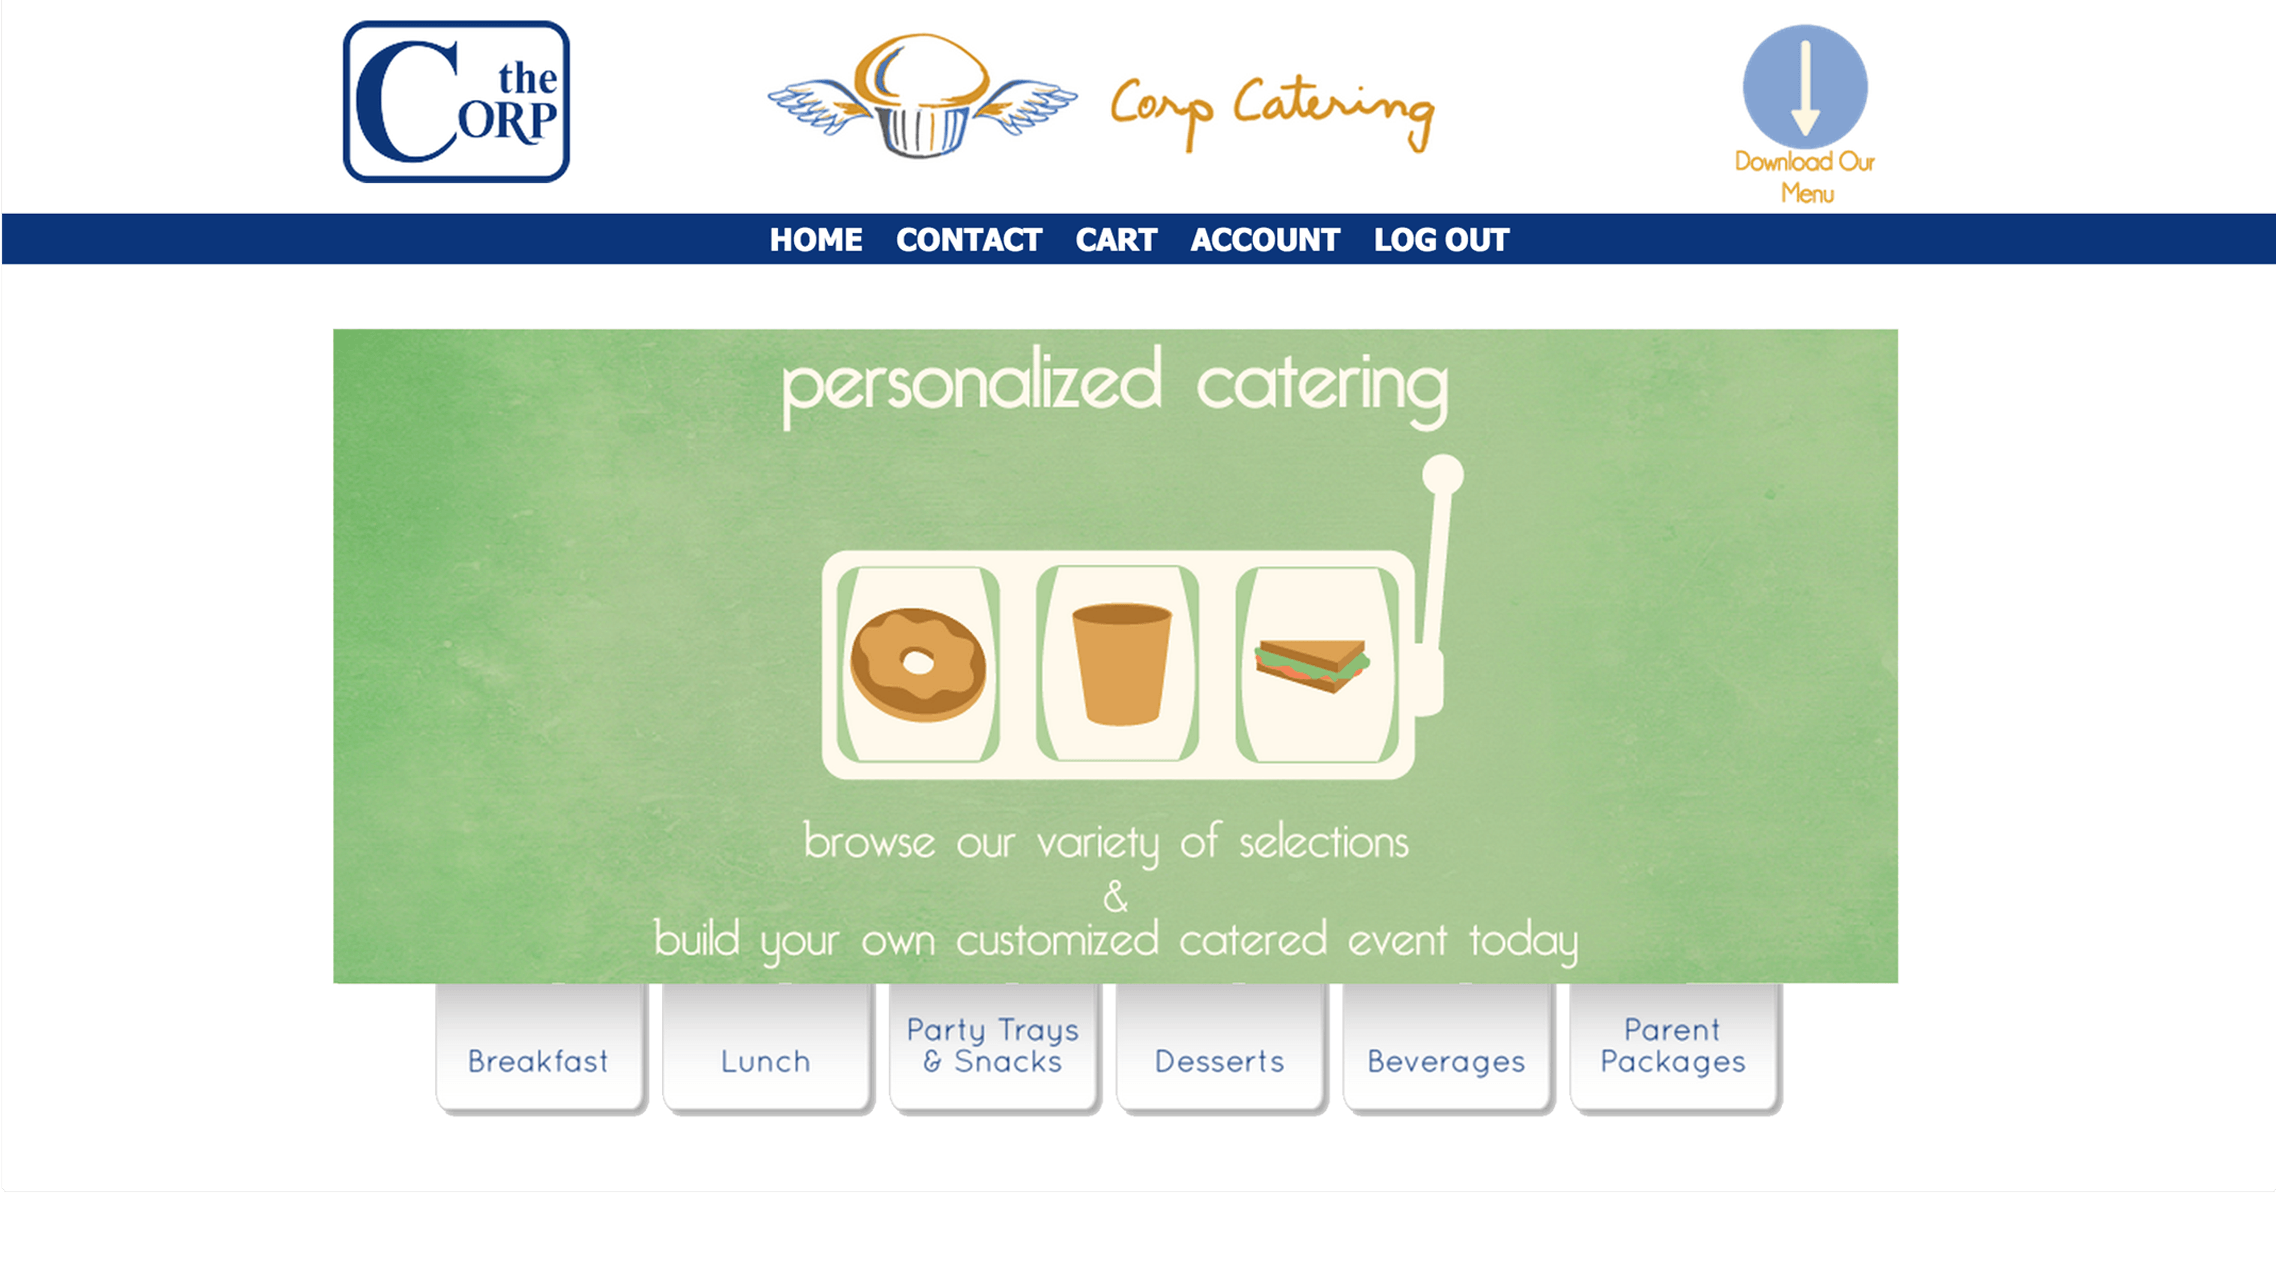 the
CORP
Corp Catering
Download Our
Menu
HOME CONTACT CART ACCOUNT LOG OUT
personalized catering
browse our variety of selections
&
build your own customized catered event today
Breakfast
Lunch
Party Trays
& Snacks
Desserts
Beverages
Parent
Packages